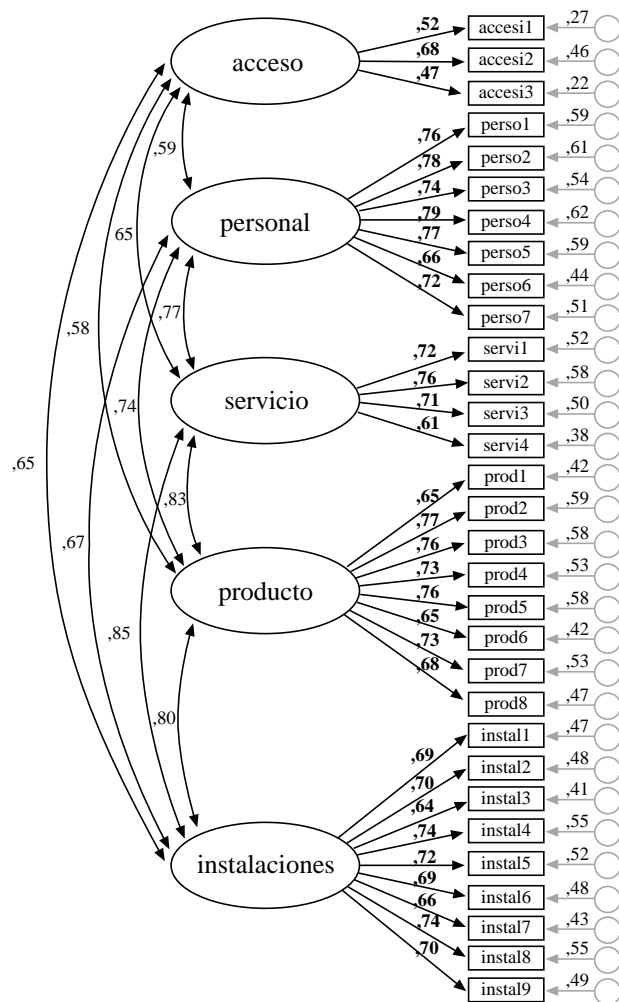 ,52 accesi1 ,27
,68 accesi2 ,46
acceso
,47 accesi3 ,22
,59
,76 perso1 ,59
,78 perso2 ,61
,74 perso3 ,54
personal
,79 perso4 ,62
,77 perso5 ,59
,66 perso6 ,44
,72 perso7 ,51
65
,77
,58
,72 servi1 ,52
,76 servi2 ,58
servicio
,71 servi3 ,50
,61 servi4 ,38
,74
,65
,83
,65 prod1 ,42
,77 prod2 ,59
,76 prod3 ,58
,73 prod4 ,53
producto
,76 prod5 ,58
,65 prod6 ,42
,73 prod7 ,53
,68 prod8 ,47
,67
,85
,80
,69 instal1 ,47
,70 instal2 ,48
,64 instal3 ,41
,74 instal4 ,55
instalaciones
,72 instal5 ,52
,69 instal6 ,48
,66 instal7 ,43
,74 instal8 ,55
,70 instal9 ,49